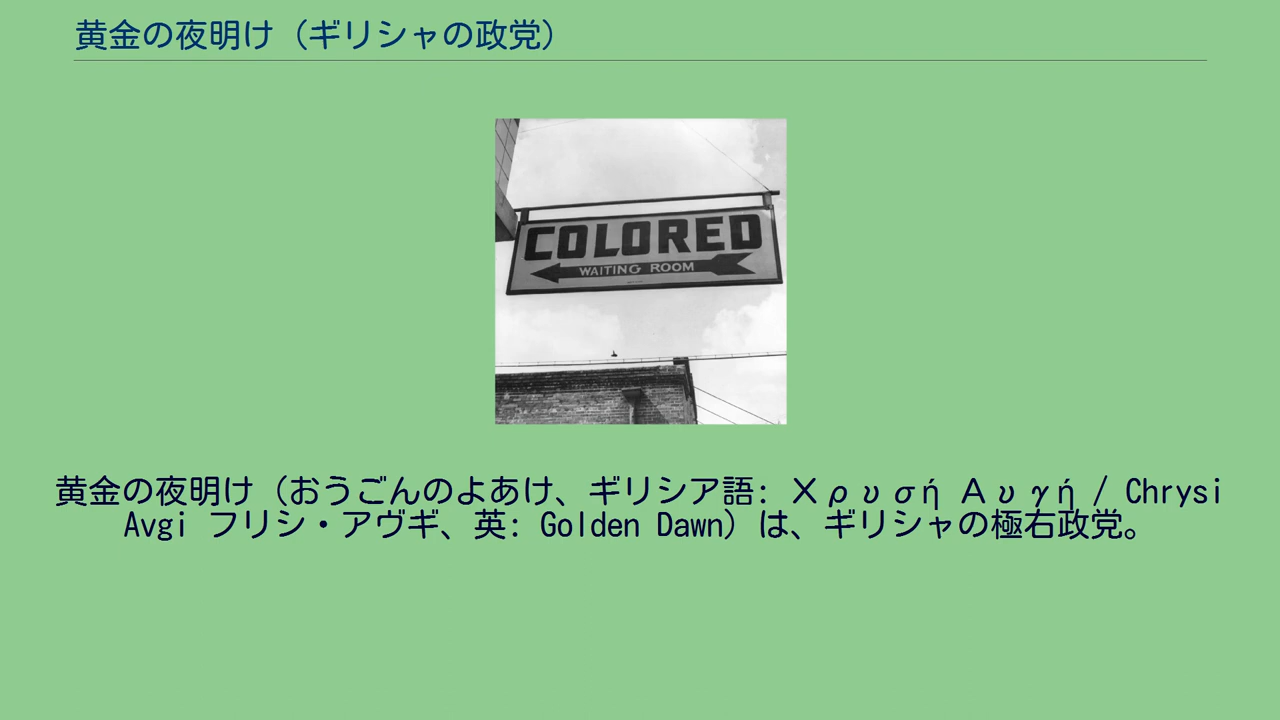 黄金の夜明け（ギリシャの政党）
COLORED
WAITING ROOM
黄金の夜明け（おうごんのよあけ、ギリシア語: Χρυσή Αυγή / Chrysi
Avgi フリシ・アヴギ、英: Golden Dawn）は、ギリシャの極右政党。